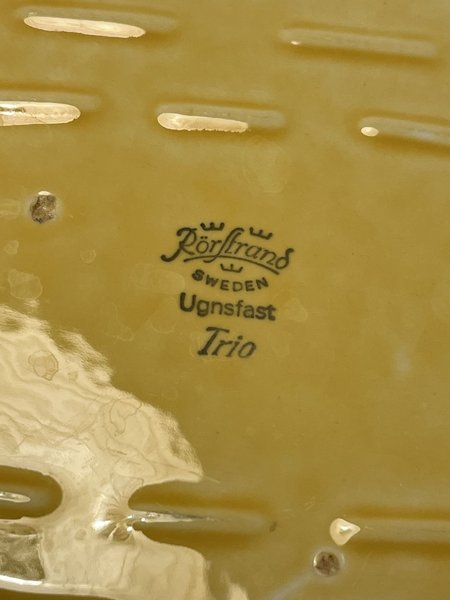 Rörstrand
SWEDEN
Ugnsfast
Trio